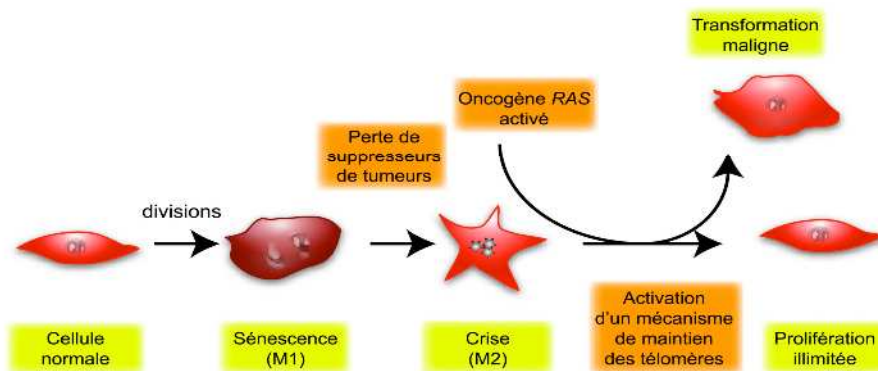 Transformation
maligne
Oncogène RAS
activé
Perte de
suppresseurs
de tumeurs
divisions
Cellule
normale
Sénescence
(M1)
Crise
(M2)
Activation
d'un mécanisme
de maintien
des télomères
Prolifération
illimitée